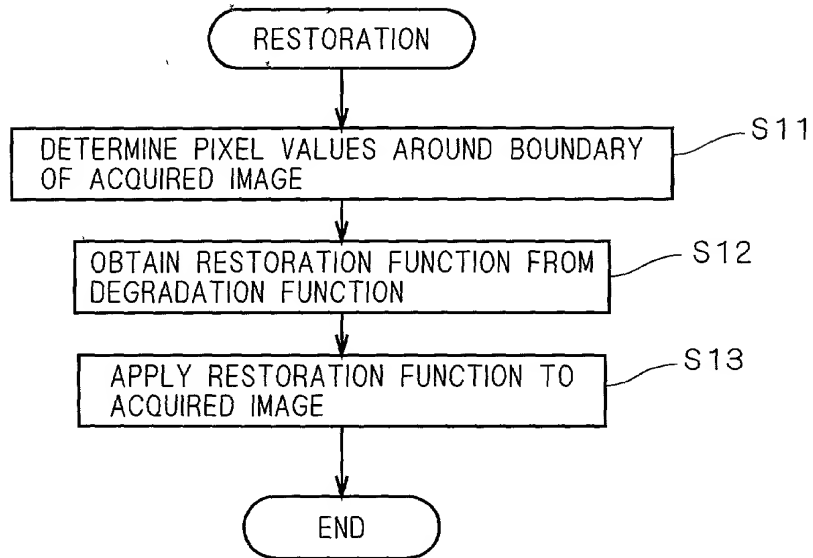 RESTORATION
DETERMINE PIXEL VALUES AROUND BOUNDARY
OF ACQUIRED IMAGE
S11
OBTAIN RESTORATION FUNCTION FROM
DEGRADATION FUNCTION
S12
APPLY RESTORATION FUNCTION TO
ACQUIRED IMAGE
S13
END